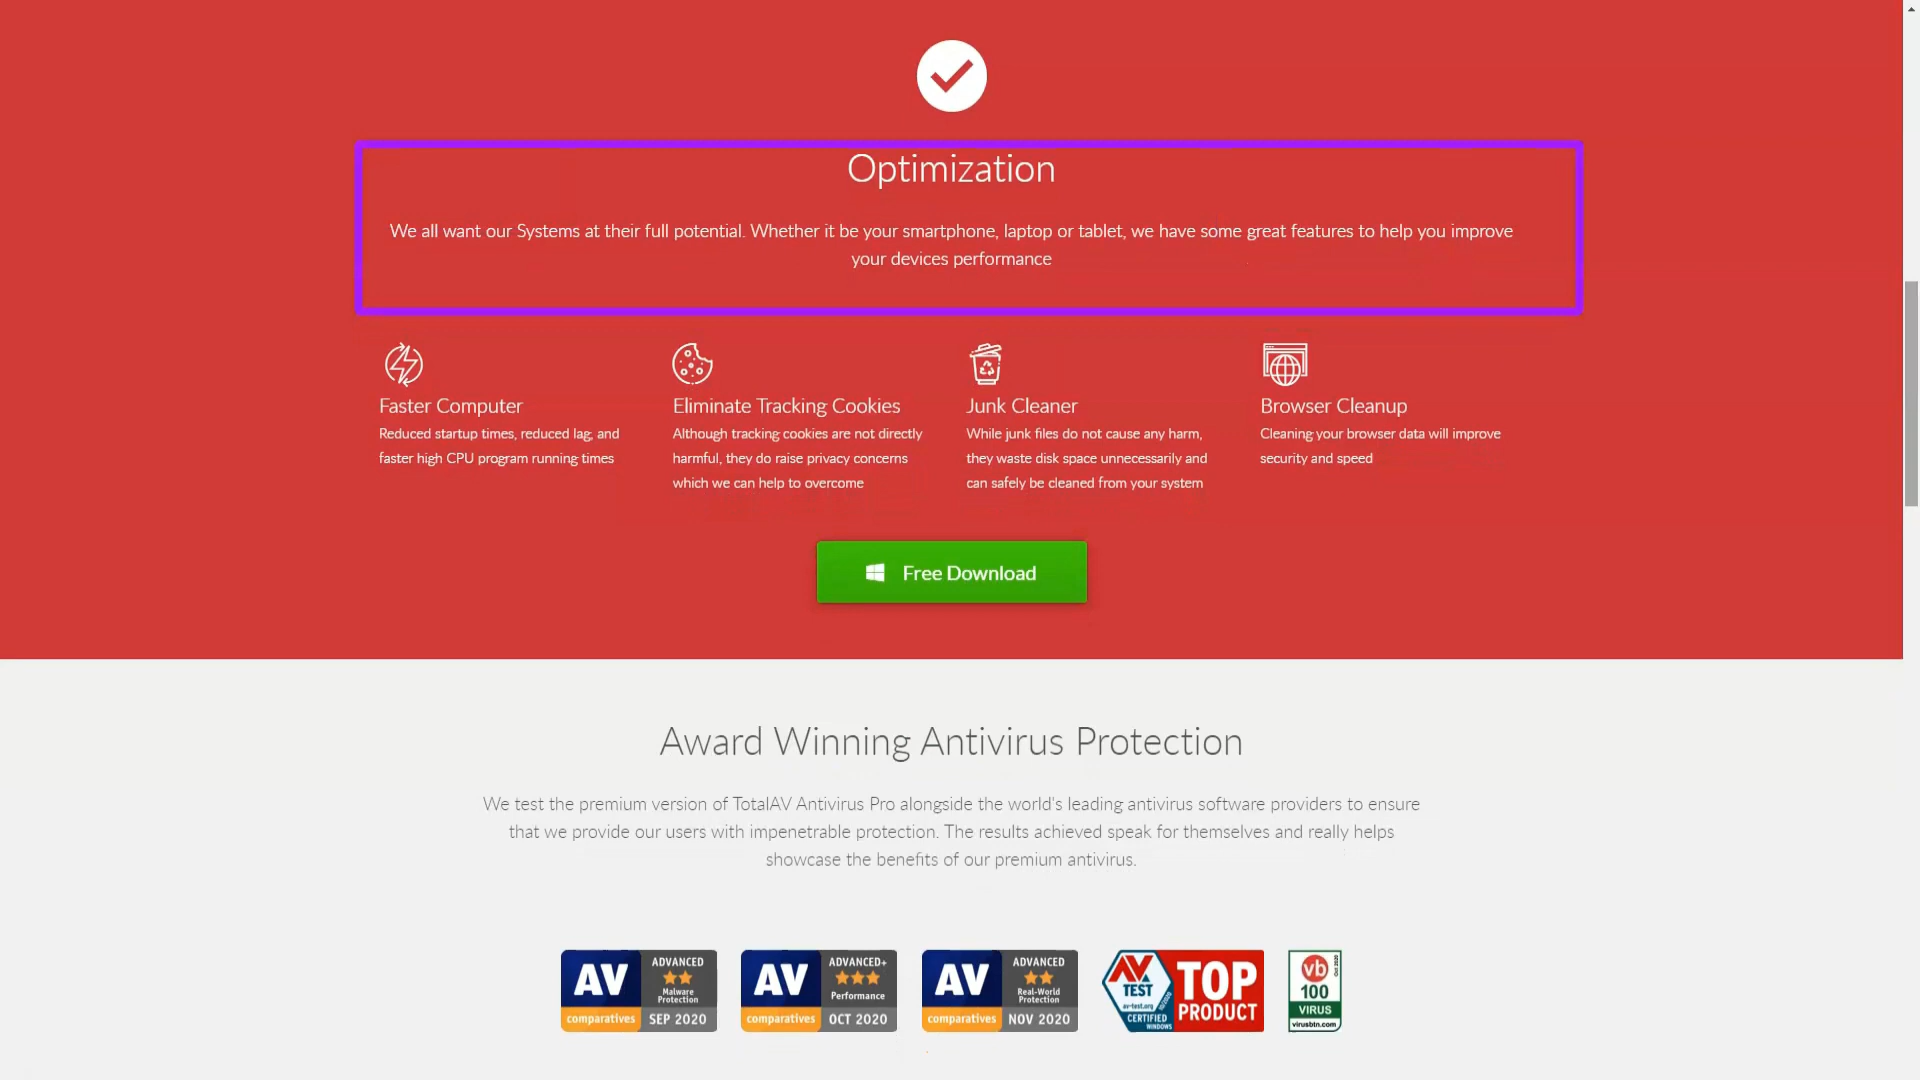 Optimization
We all want our Systems at their full potential. Whether it be your smartphone, laptop or tablet, we have some great features to help you improve
your devices performance
Faster Computer
Reduced startup times, reduced lag, and
faster high CPU program running times
Eliminate Tracking Cookies
Although tracking cookies are not directly
harmful, they do raise privacy concerns
which we can help to overcome
Junk Cleaner
While junk files do not cause any harm,
they waste disk space unnecessarily and
can safely be cleaned from your system
Browser Cleanup
Cleaning your browser data will improve
security and speed
Free Download
Award Winning Antivirus Protection
We test the premium version of TotalAV Antivirus Pro alongside the world's leading antivirus software providers to ensure
that we provide our users with impenetrable protection. The results achieved speak for themselves and really helps
showcase the benefits of our premium antivirus.
AV
comparatives
ADVANCED
Malware
Protection
SEP 2020
AV
comparatives
ADVANCED+
Performance
OCT 2020
AV
comparatives
ADVANCED
Real-World
Protection
NOV 2020
AV
TEST
av-test.org
CERTIFIED
WINDOWS
TOP
PRODUCT
vb
100
VIRUS
virusbtn.com
Oct 2020